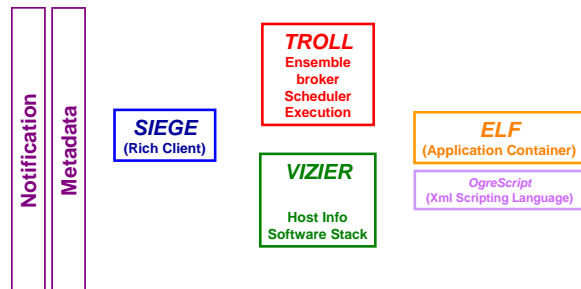 Notification
Metadata
SIEGE
(Rich Client)
TROLL
Ensemble
broker
Scheduler
Execution
VIZIER
Host Info
Software Stack
ELF
(Application Container)
OgreScript
(Xml Scripting Language)